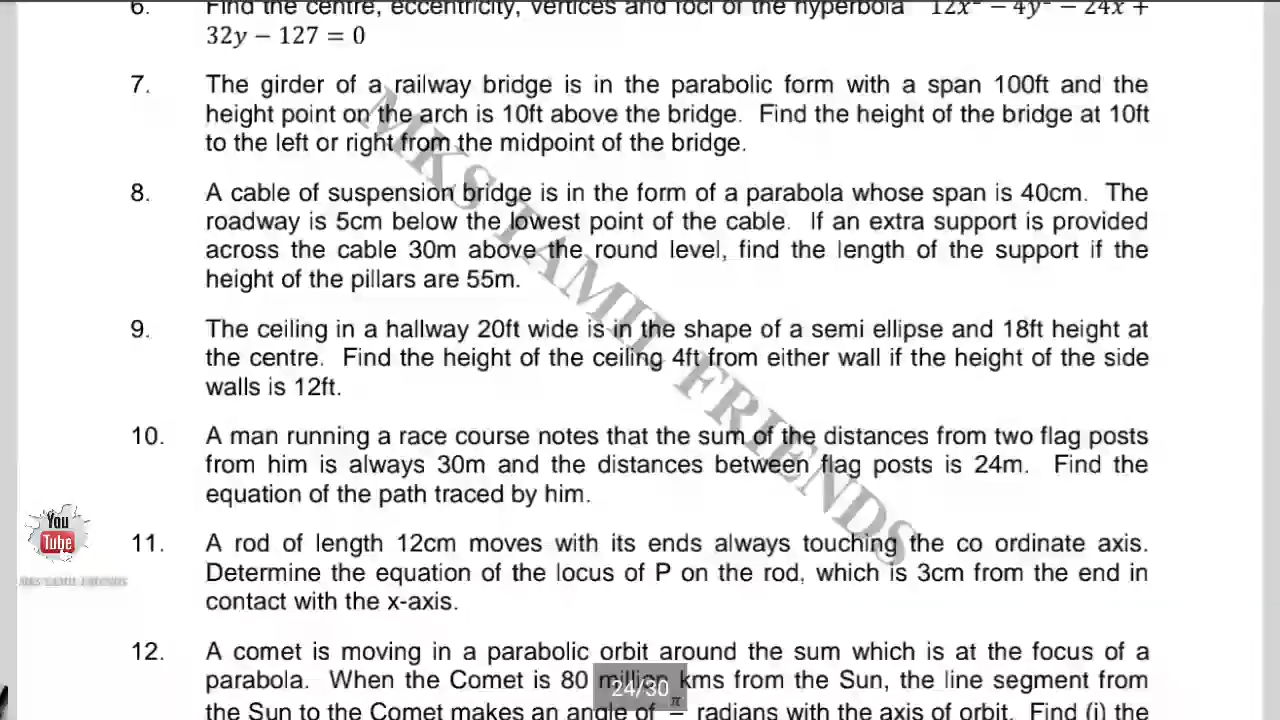 6. Find the centre, eccentricity, vertices and foci of the hyperbola 12x² − 4y² − 24x +
32y − 127 = 0
7. The girder of a railway bridge is in the parabolic form with a span 100ft and the
height point on the arch is 10ft above the bridge. Find the height of the bridge at 10ft
to the left or right from the midpoint of the bridge.
8. A cable of suspension bridge is in the form of a parabola whose span is 40cm. The
roadway is 5cm below the lowest point of the cable. If an extra support is provided
across the cable 30m above the round level, find the length of the support if the
height of the pillars are 55m.
9. The ceiling in a hallway 20ft wide is in the shape of a semi ellipse and 18ft height at
the centre. Find the height of the ceiling 4ft from either wall if the height of the side
walls is 12ft.
10. A man running a race course notes that the sum of the distances from two flag posts
from him is always 30m and the distances between flag posts is 24m. Find the
equation of the path traced by him.
11. A rod of length 12cm moves with its ends always touching the co ordinate axis.
Determine the equation of the locus of P on the rod, which is 3cm from the end in
contact with the x-axis.
12. A comet is moving in a parabolic orbit around the sum which is at the focus of a
parabola. When the Comet is 80 million kms from the Sun, the line segment from
the Sun to the Comet makes an angle of π radians with the axis of orbit. Find (i) the
MKS TAMIL FRIENDS
You
Tube
MKS TAMIL FRIENDS
24/30